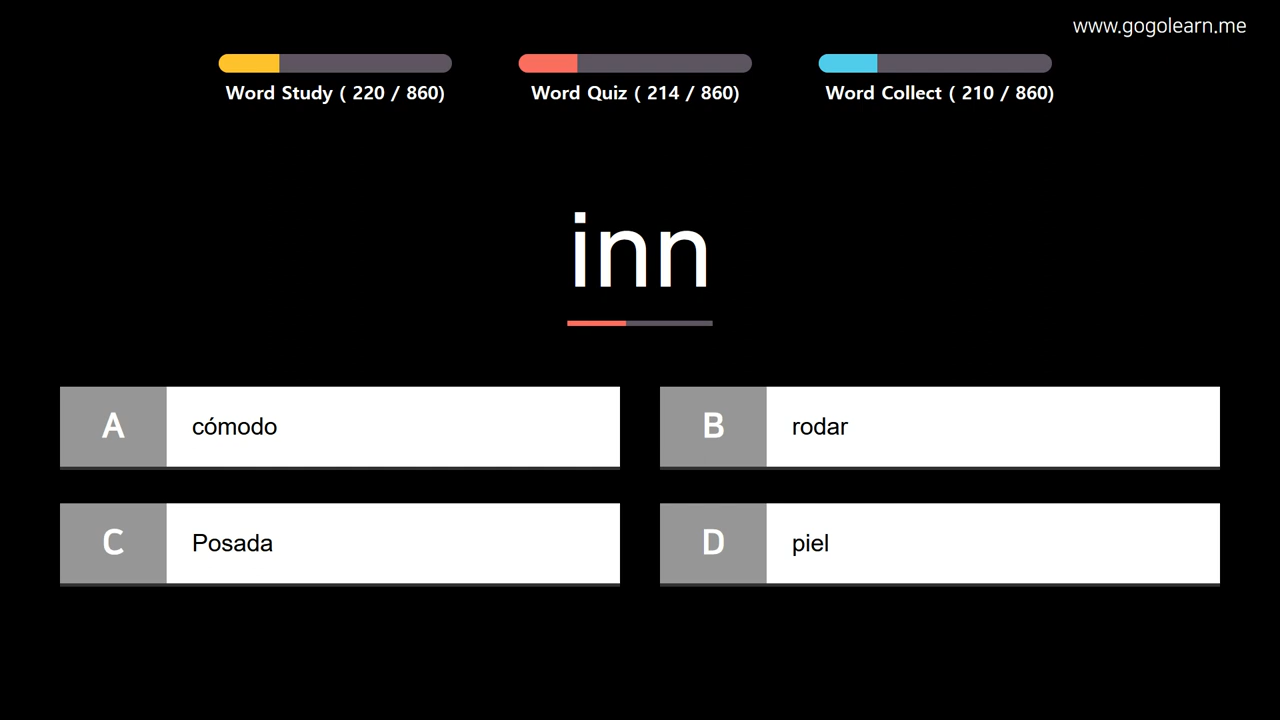 www.gogolearn.me
Word Study ( 220 / 860)
Word Quiz ( 214 / 860)
Word Collect ( 210 / 860)
inn
A cómodo
B rodar
C Posada
D piel